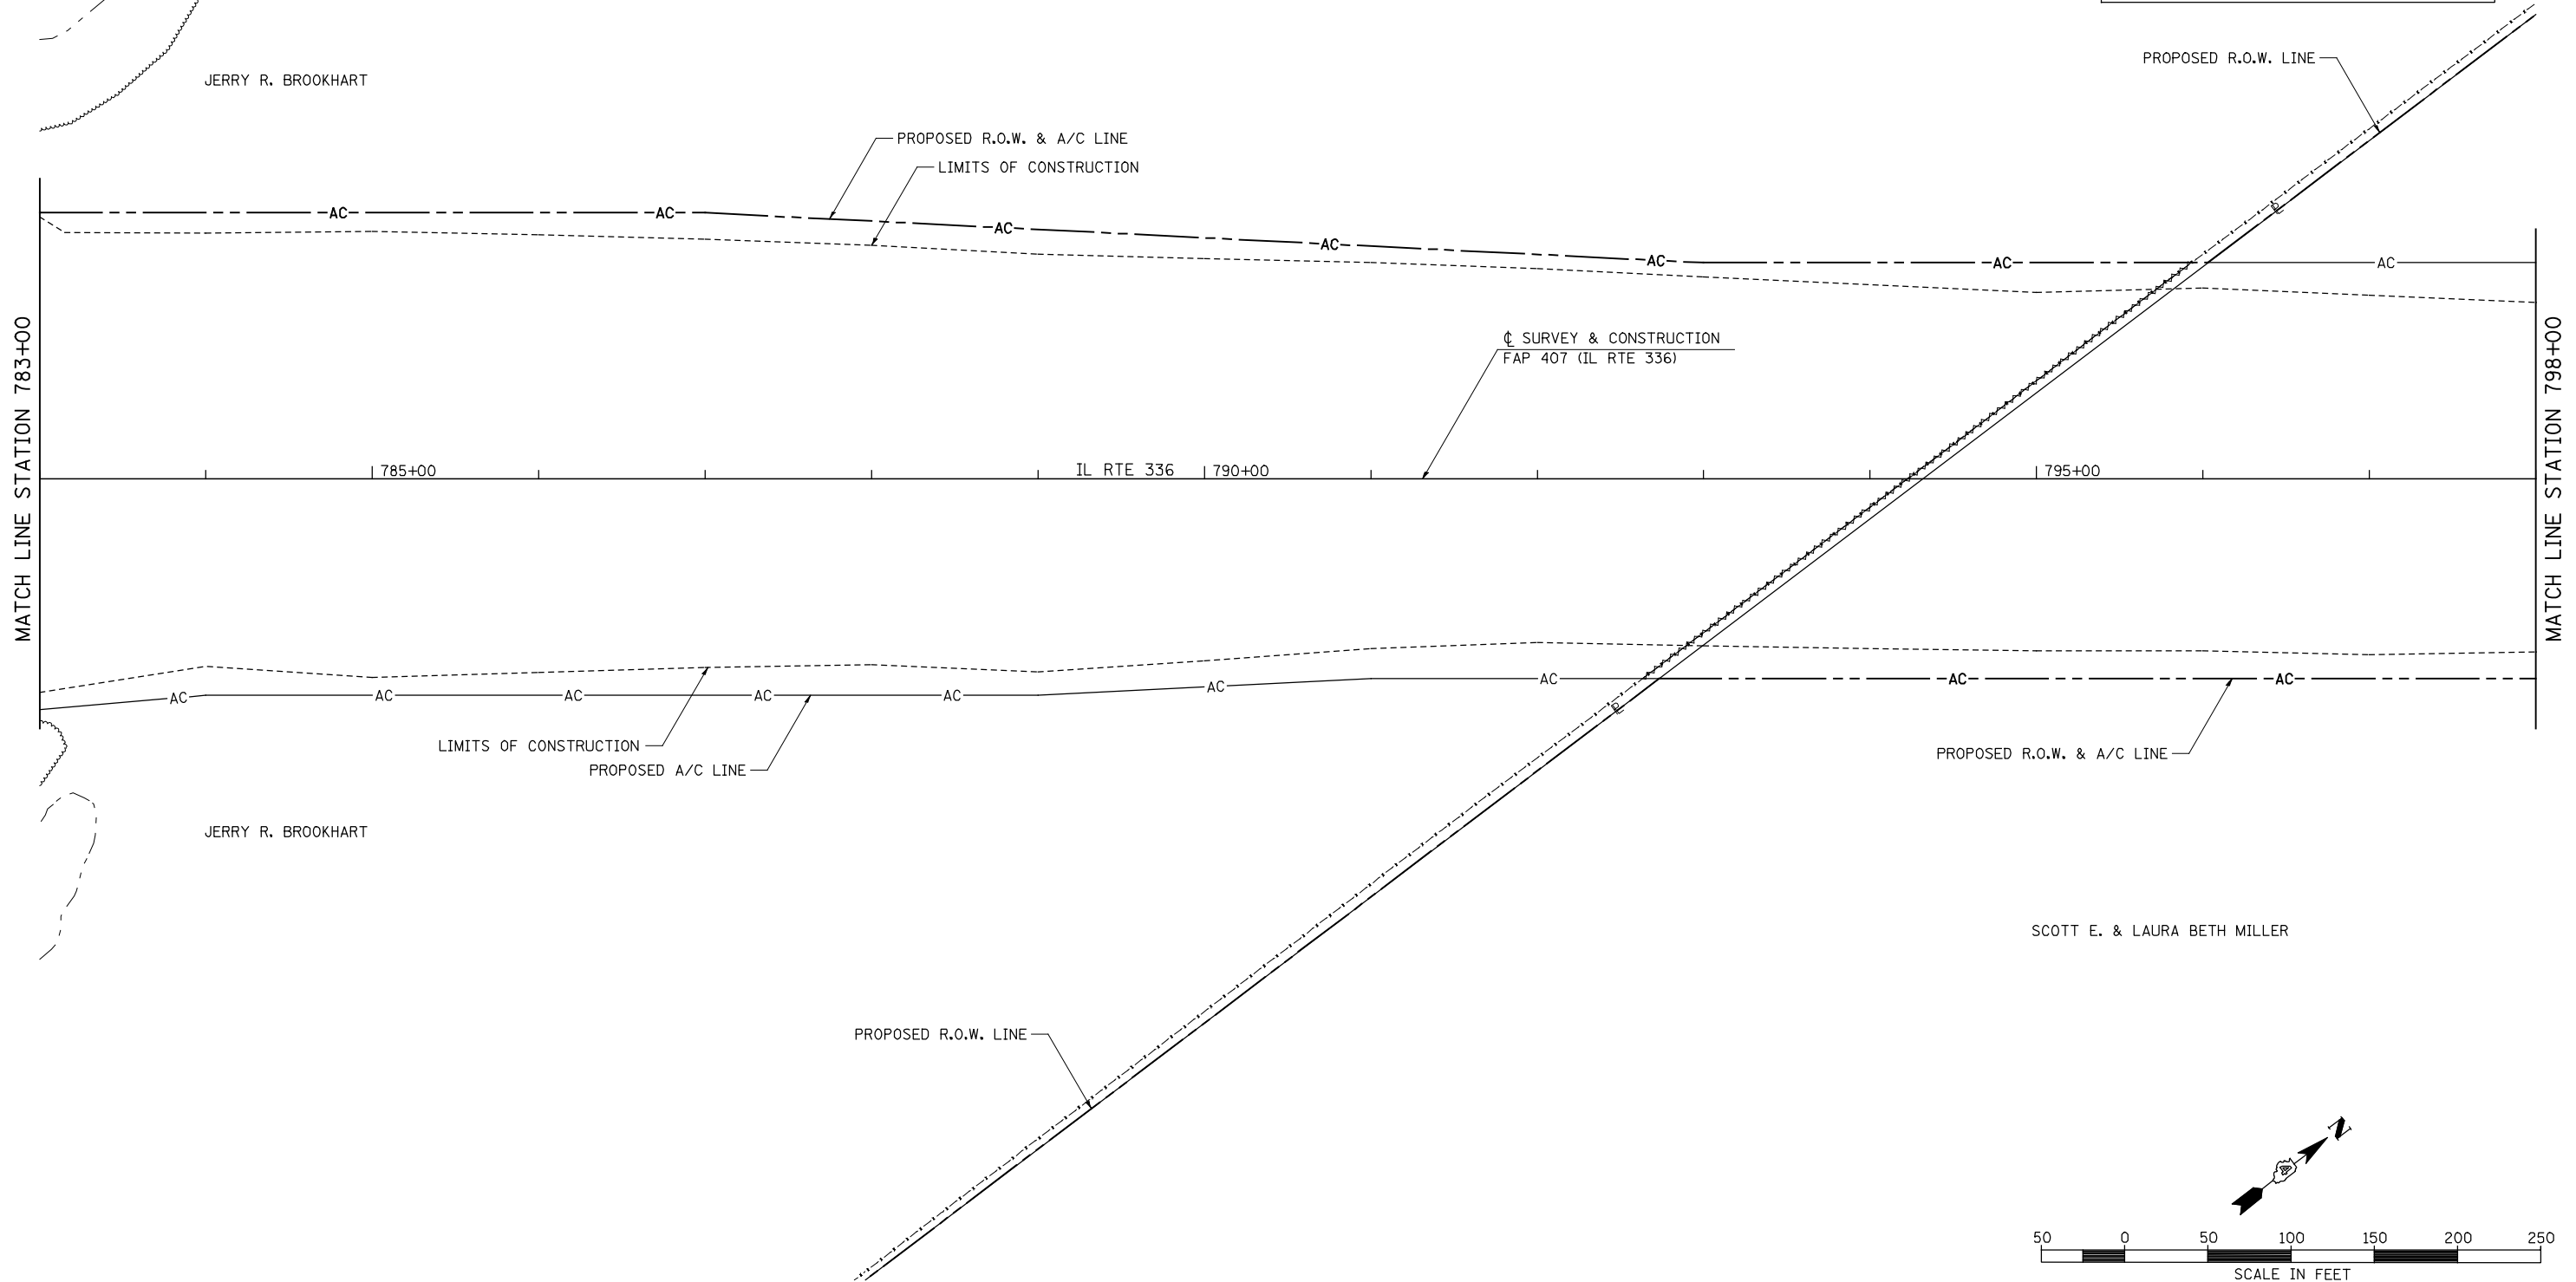 PROPOSED R.O.W. LINE
JERRY R. BROOKHART
PROPOSED R.O.W. & A/C LINE
LIMITS OF CONSTRUCTION
AC
AC
AC
AC
AC
AC
AC
PL
MATCH LINE STATION 783+00
MATCH LINE STATION 798+00
℄ SURVEY & CONSTRUCTION
FAP 407 (IL RTE 336)
785+00
IL RTE 336
790+00
795+00
AC
AC
AC
AC
AC
AC
AC
AC
AC
PL
LIMITS OF CONSTRUCTION
PROPOSED A/C LINE
PROPOSED R.O.W. & A/C LINE
JERRY R. BROOKHART
SCOTT E. & LAURA BETH MILLER
PROPOSED R.O.W. LINE
N
50 0 50 100 150 200 250
SCALE IN FEET